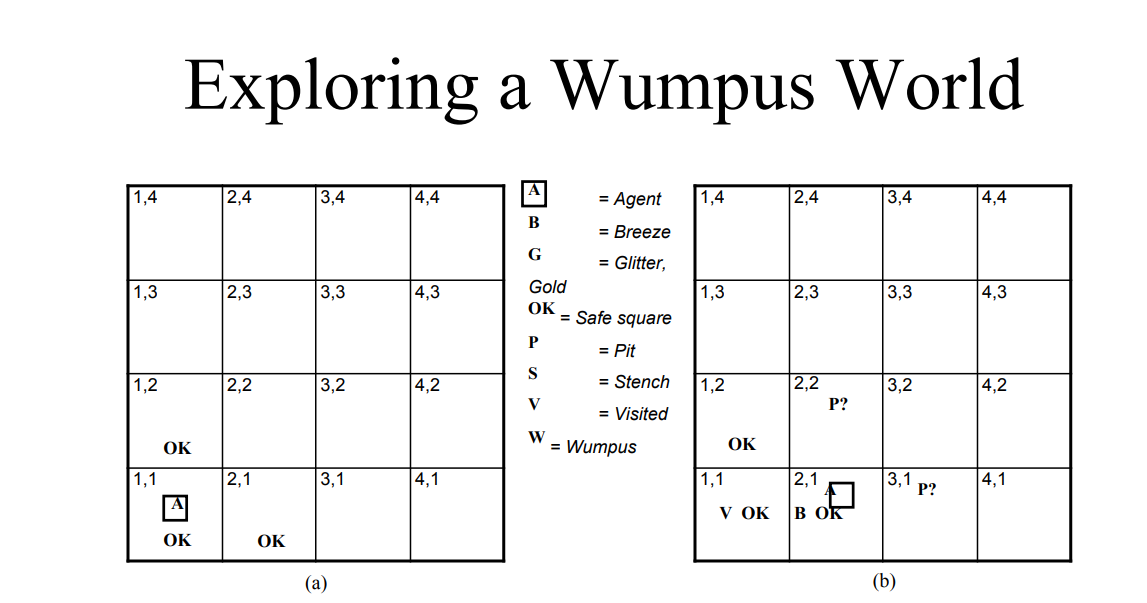 Exploring a Wumpus World
1,4 2,4 3,4 4,4
1,3 2,3 3,3 4,3
1,2 2,2 3,2 4,2
OK
1,1 2,1 3,1 4,1
A
OK OK
(a)
A = Agent
B = Breeze
G = Glitter,
Gold
OK = Safe square
P = Pit
S = Stench
V = Visited
W = Wumpus
1,4 2,4 3,4 4,4
1,3 2,3 3,3 4,3
1,2 2,2 3,2 4,2
P?
OK
1,1 2,1 3,1 4,1
A P?
V OK B OK
(b)